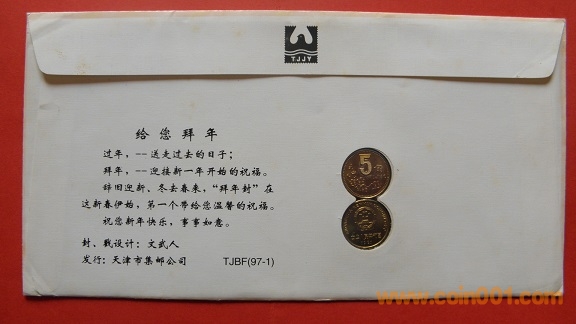 TJJY
给您拜年
过年，--送走过去的日子；
拜年，--迎接新一年开始的祝福。
辞旧迎新、冬去春来，“拜年封”在
这新春伊始，第一个带给您温馨的祝福。
祝您新年快乐，事事如意。
封、戳设计：文武人
发行：天津市集邮公司 TJBF(97-1)
5
www.coin001.com